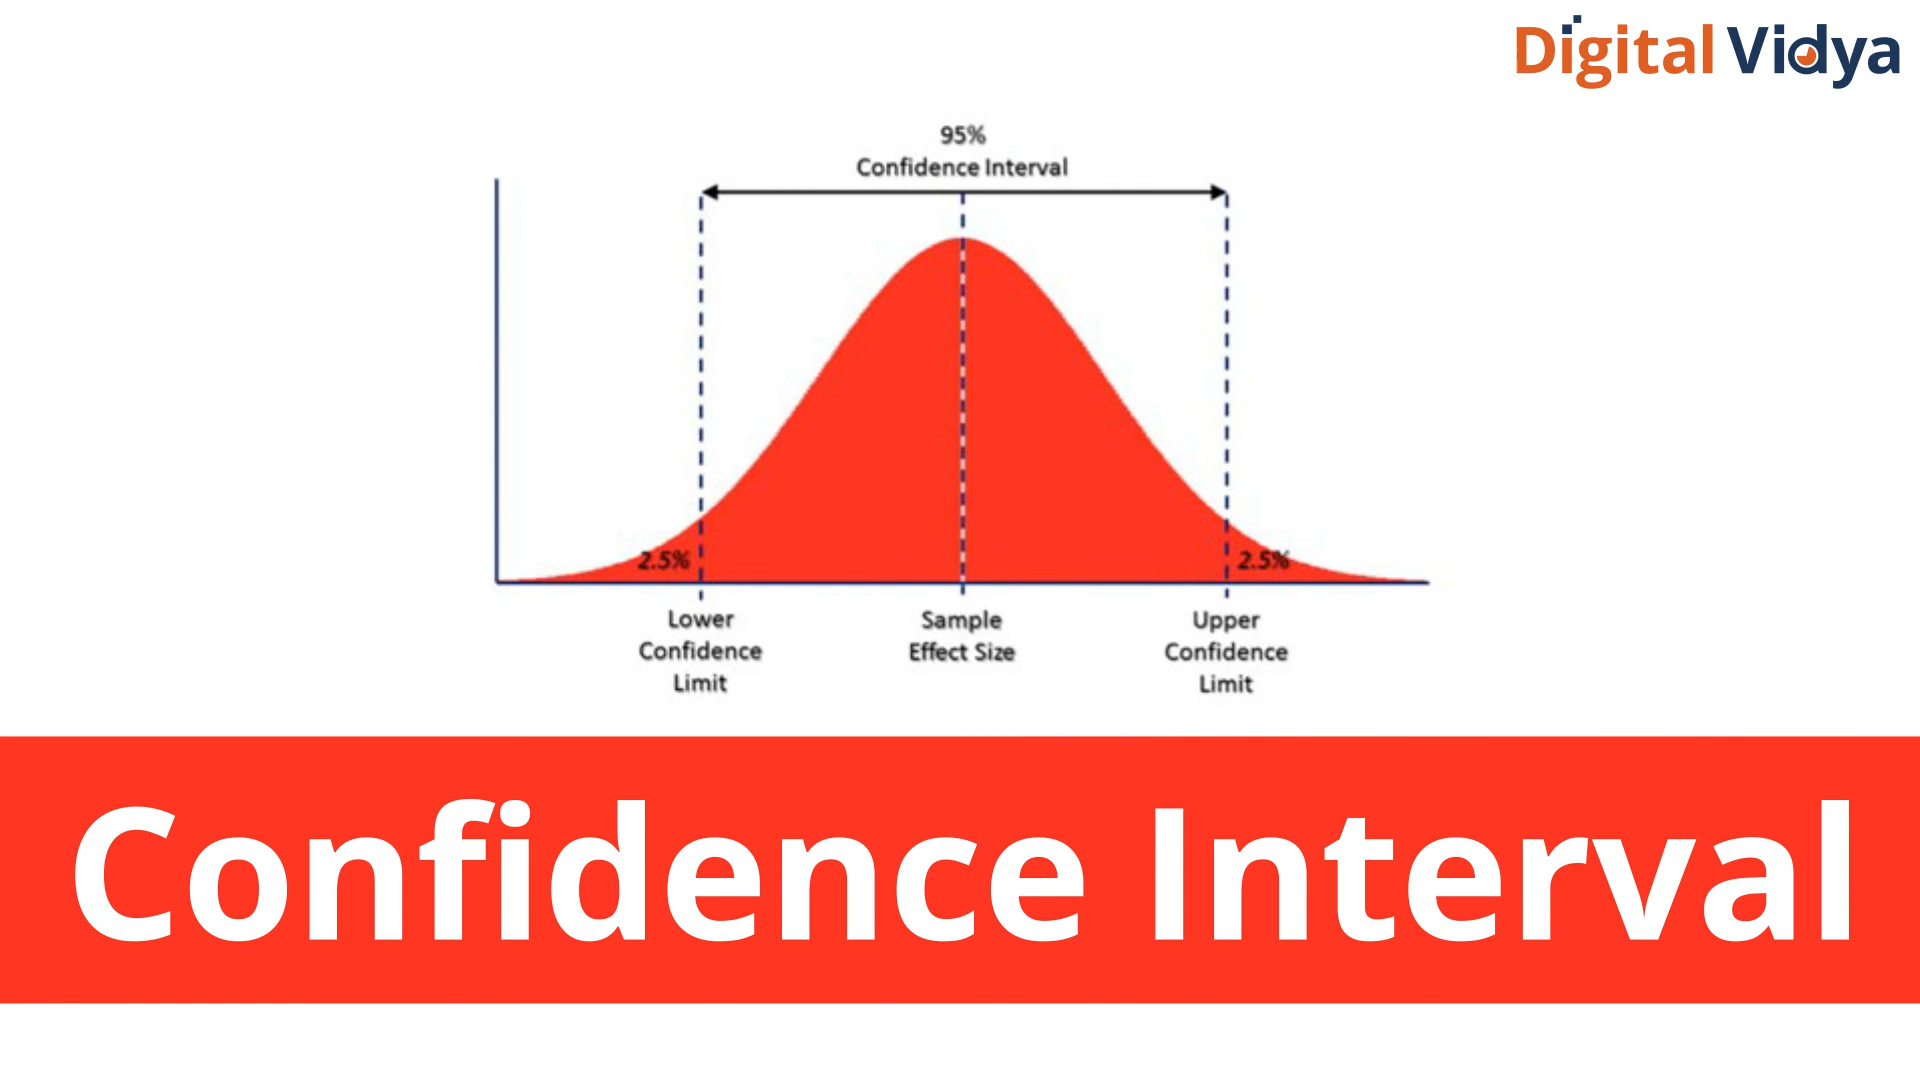 Digital Vidya
95%
Confidence Interval
2.5%
2.5%
Lower
Confidence
Limit
Sample
Effect Size
Upper
Confidence
Limit
Confidence Interval